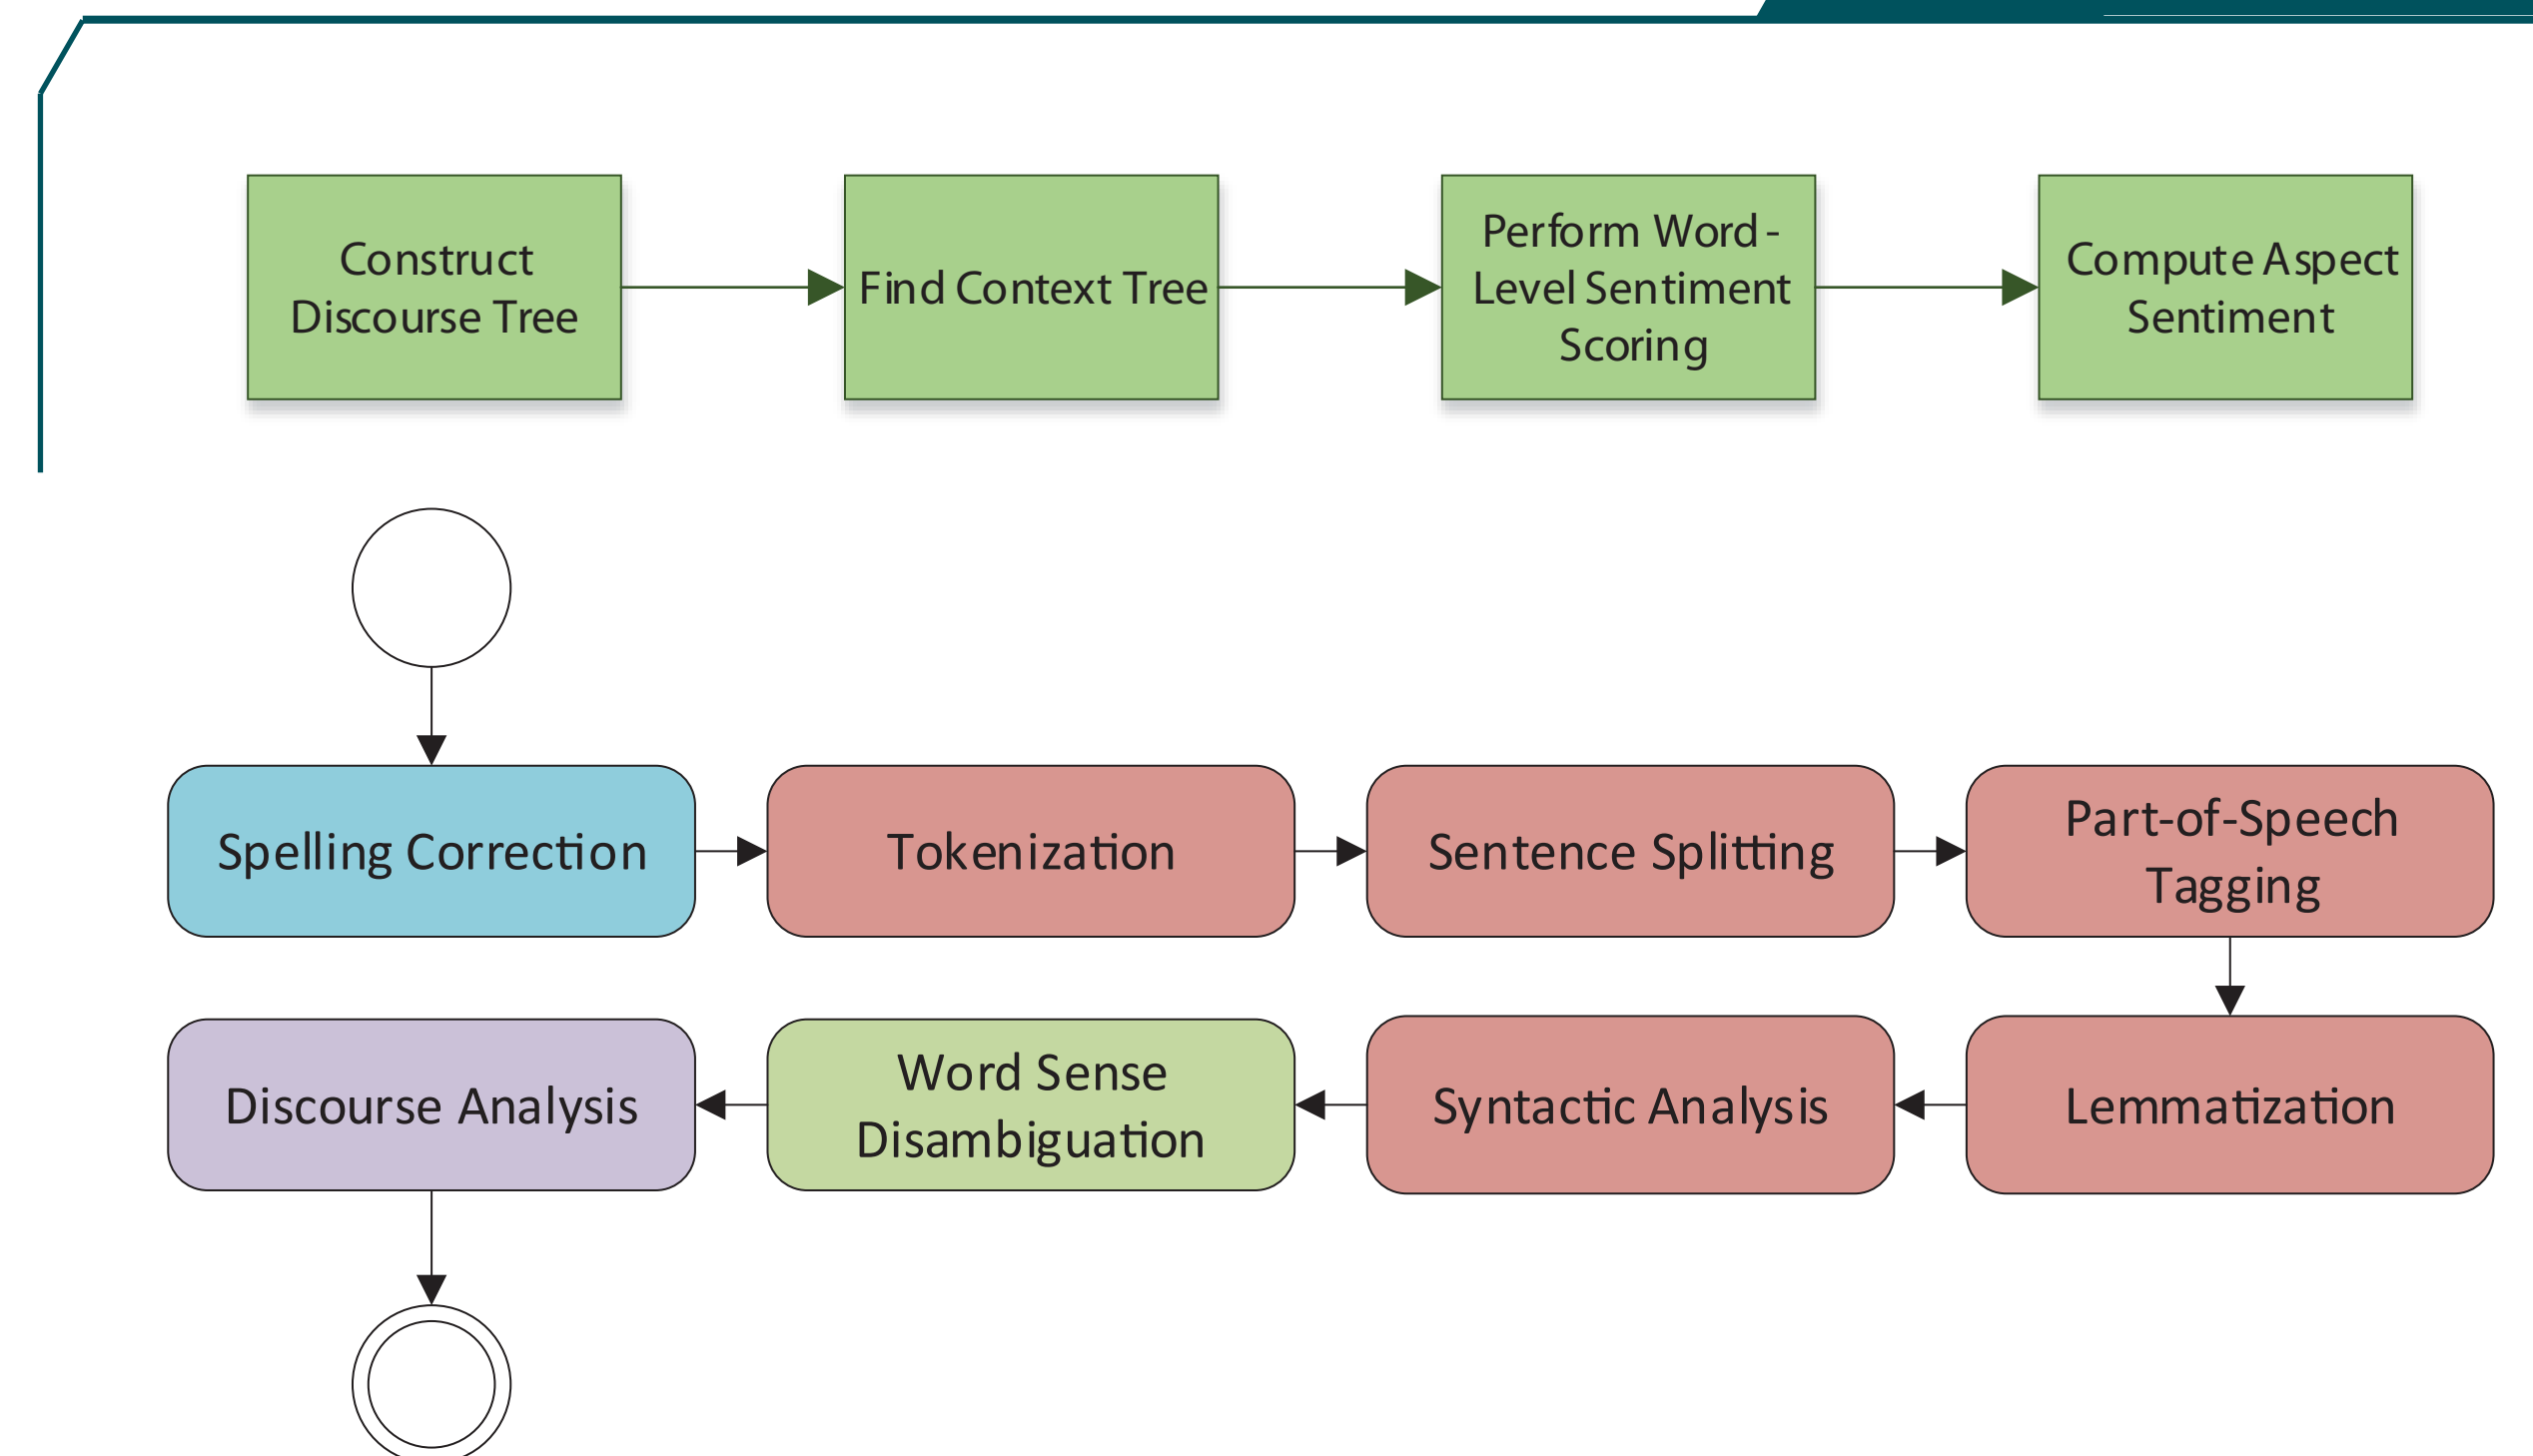 Construct
Discourse Tree
Find Context Tree
Perform Word-
Level Sentiment
Scoring
Compute Aspect
Sentiment
Spelling Correction
Tokenization
Sentence Splitting
Part-of-Speech
Tagging
Discourse Analysis
Word Sense
Disambiguation
Syntactic Analysis
Lemmatization